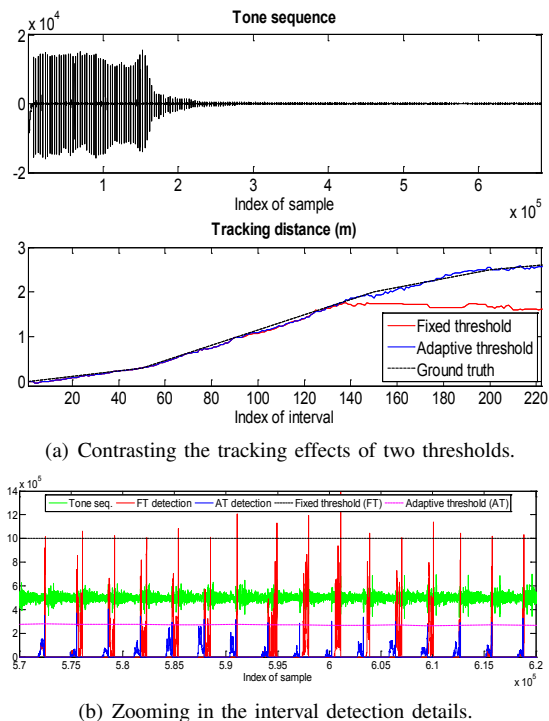 Tone sequence
x 10^4
2
0
-2
1 2 3 4 5 6
Index of sample
x 10^5
Tracking distance (m)
3
2
1
0
Fixed threshold
Adaptive threshold
Ground truth
20 40 60 80 100 120 140 160 180 200 220
Index of interval
(a) Contrasting the tracking effects of two thresholds.
x 10^5
14
12
10
8
6
4
2
0
Tone seq. FT detection AT detection Fixed threshold (FT) Adaptive threshold (AT)
5.7 5.75 5.8 5.85 5.9 5.95 6 6.05 6.1 6.15 6.2
Index of sample
x 10^5
(b) Zooming in the interval detection details.